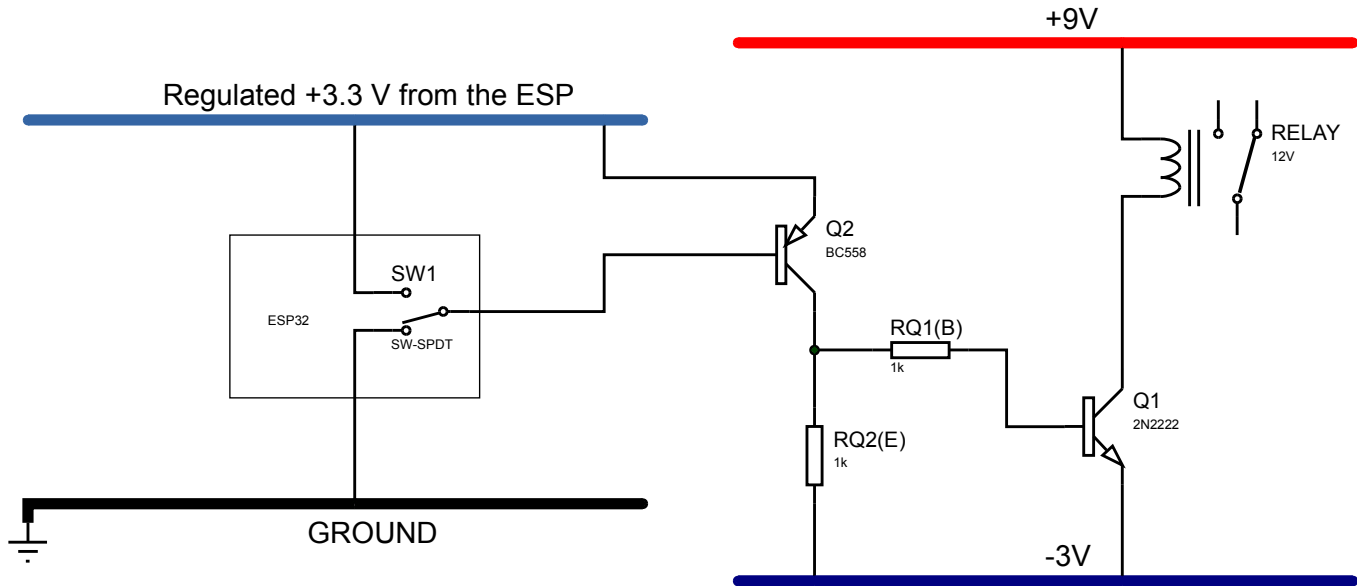 +9V
Regulated +3.3 V from the ESP
RELAY
12V
Q2
BC558
SW1
ESP32
SW-SPDT
RQ1(B)
1k
Q1
2N2222
RQ2(E)
1k
GROUND
-3V